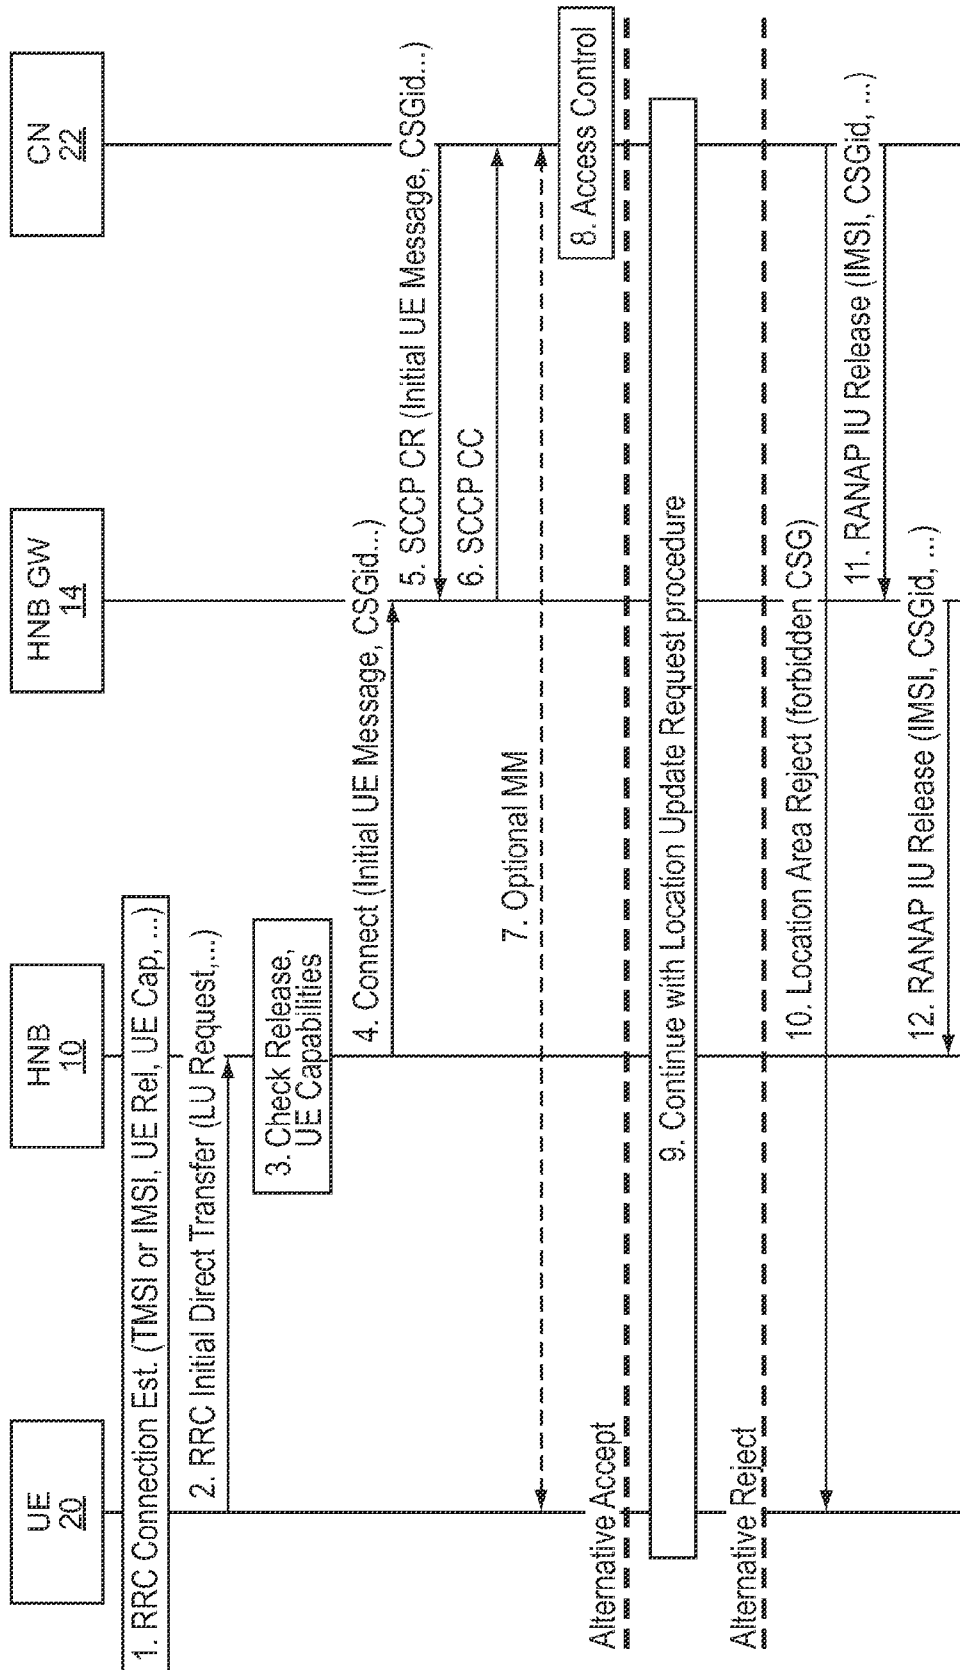 UE
20
HNB
10
HNB GW
14
CN
22
1. RRC Connection Est. (TMSI or IMSI, UE Rel, UE Cap, ...)
2. RRC Initial Direct Transfer (LU Request,...)
3. Check Release,
UE Capabilities
4. Connect (Initial UE Message, CSGid...)
5. SCCP CR (Initial UE Message, CSGid...)
6. SCCP CC
7. Optional MM
8. Access Control
Alternative Accept
9. Continue with Location Update Request procedure
Alternative Reject
10. Location Area Reject (forbidden CSG)
11. RANAP IU Release (IMSI, CSGid, ...)
12. RANAP IU Release (IMSI, CSGid, ...)